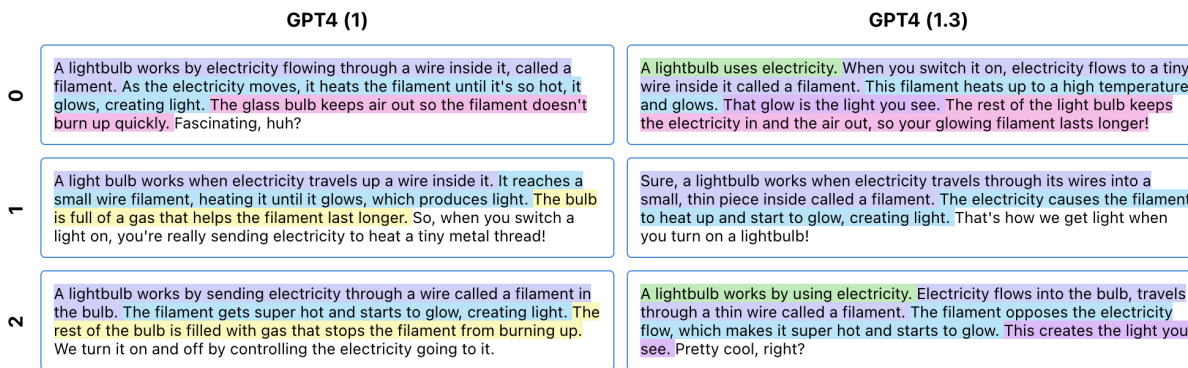 GPT4 (1)
GPT4 (1.3)
0
A lightbulb works by electricity flowing through a wire inside it, called a
filament. As the electricity moves, it heats the filament until it's so hot, it
glows, creating light. The glass bulb keeps air out so the filament doesn't
burn up quickly. Fascinating, huh?
A lightbulb uses electricity. When you switch it on, electricity flows to a tiny
wire inside it called a filament. This filament heats up to a high temperature
and glows. That glow is the light you see. The rest of the light bulb keeps
the electricity in and the air out, so your glowing filament lasts longer!
1
A light bulb works when electricity travels up a wire inside it. It reaches a
small wire filament, heating it until it glows, which produces light. The bulb
is full of a gas that helps the filament last longer. So, when you switch a
light on, you're really sending electricity to heat a tiny metal thread!
Sure, a lightbulb works when electricity travels through its wires into a
small, thin piece inside called a filament. The electricity causes the filament
to heat up and start to glow, creating light. That's how we get light when
you turn on a lightbulb!
2
A lightbulb works by sending electricity through a wire called a filament in
the bulb. The filament gets super hot and starts to glow, creating light. The
rest of the bulb is filled with gas that stops the filament from burning up.
We turn it on and off by controlling the electricity going to it.
A lightbulb works by using electricity. Electricity flows into the bulb, travels
through a thin wire called a filament. The filament opposes the electricity
flow, which makes it super hot and starts to glow. This creates the light you
see. Pretty cool, right?